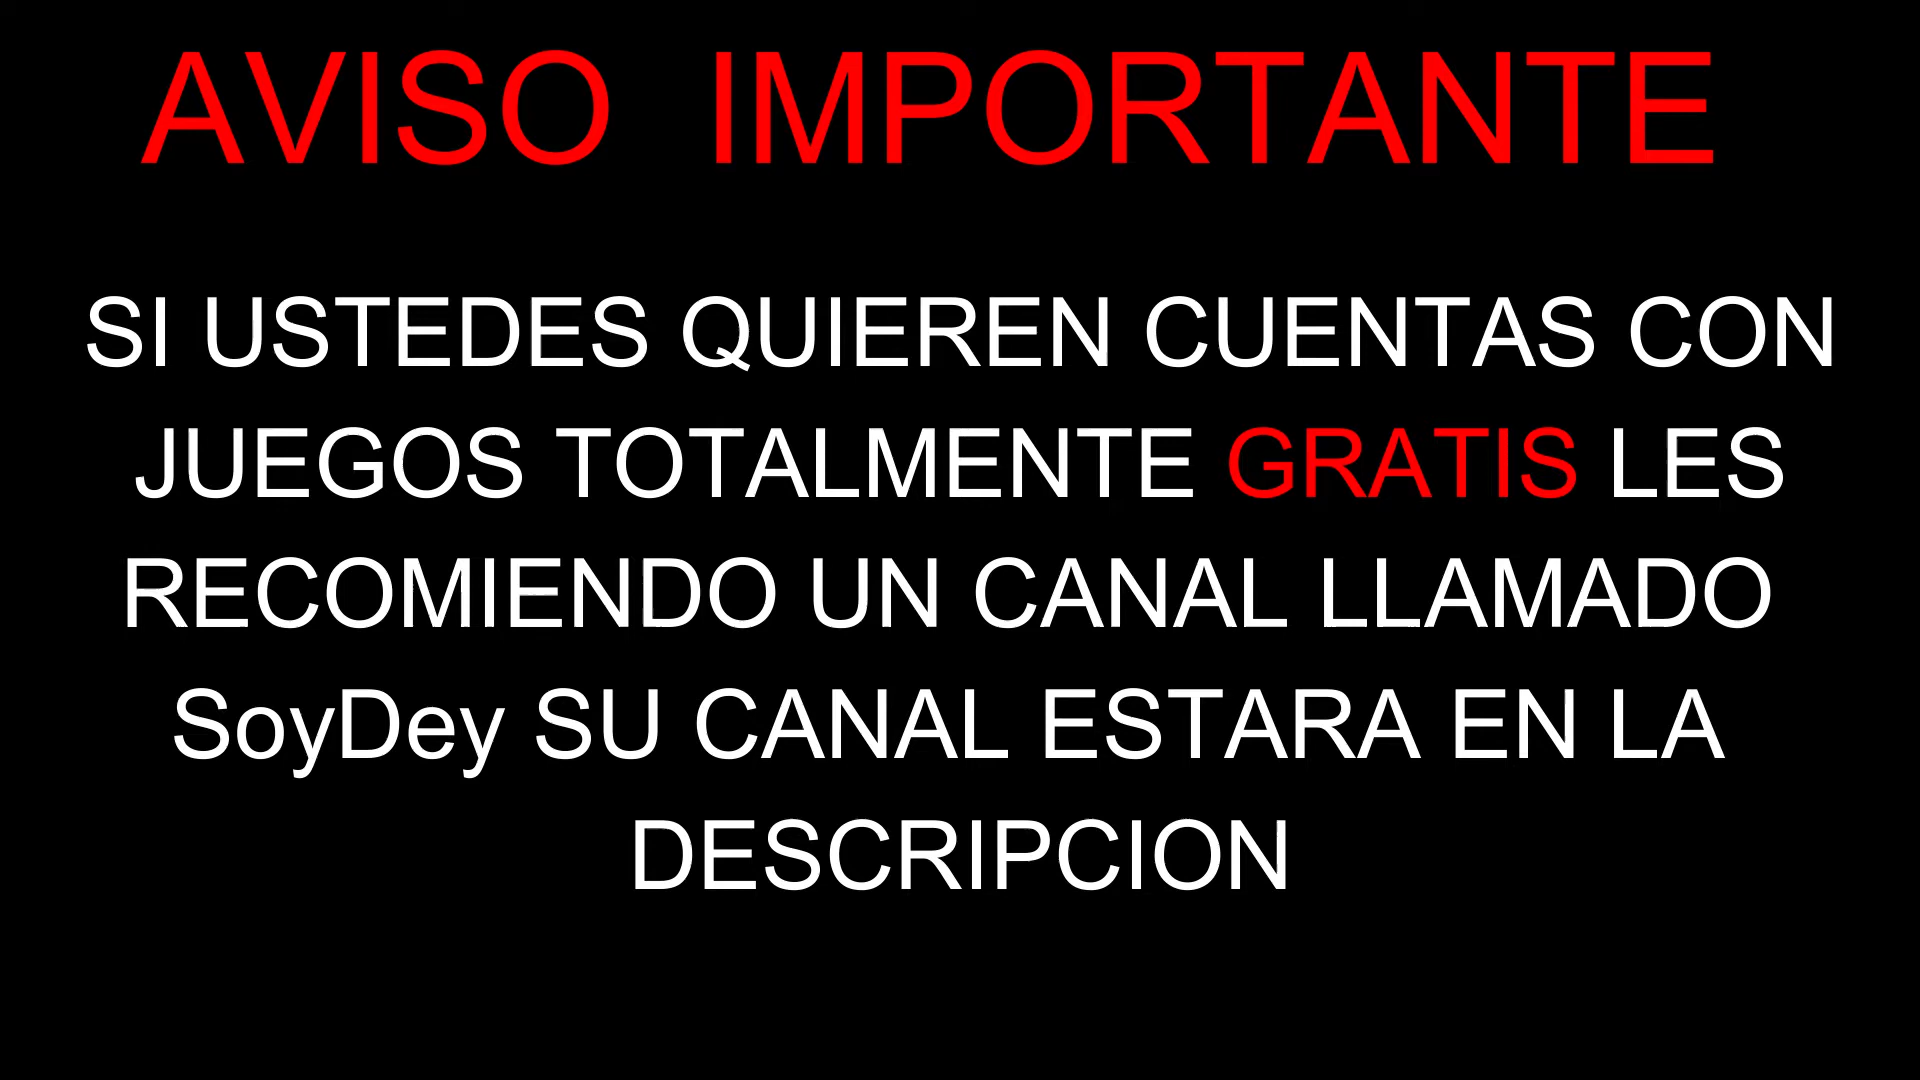 AVISO IMPORTANTE
SI USTEDES QUIEREN CUENTAS CON
JUEGOS TOTALMENTE GRATIS LES
RECOMIENDO UN CANAL LLAMADO
SoyDey SU CANAL ESTARA EN LA
DESCRIPCION